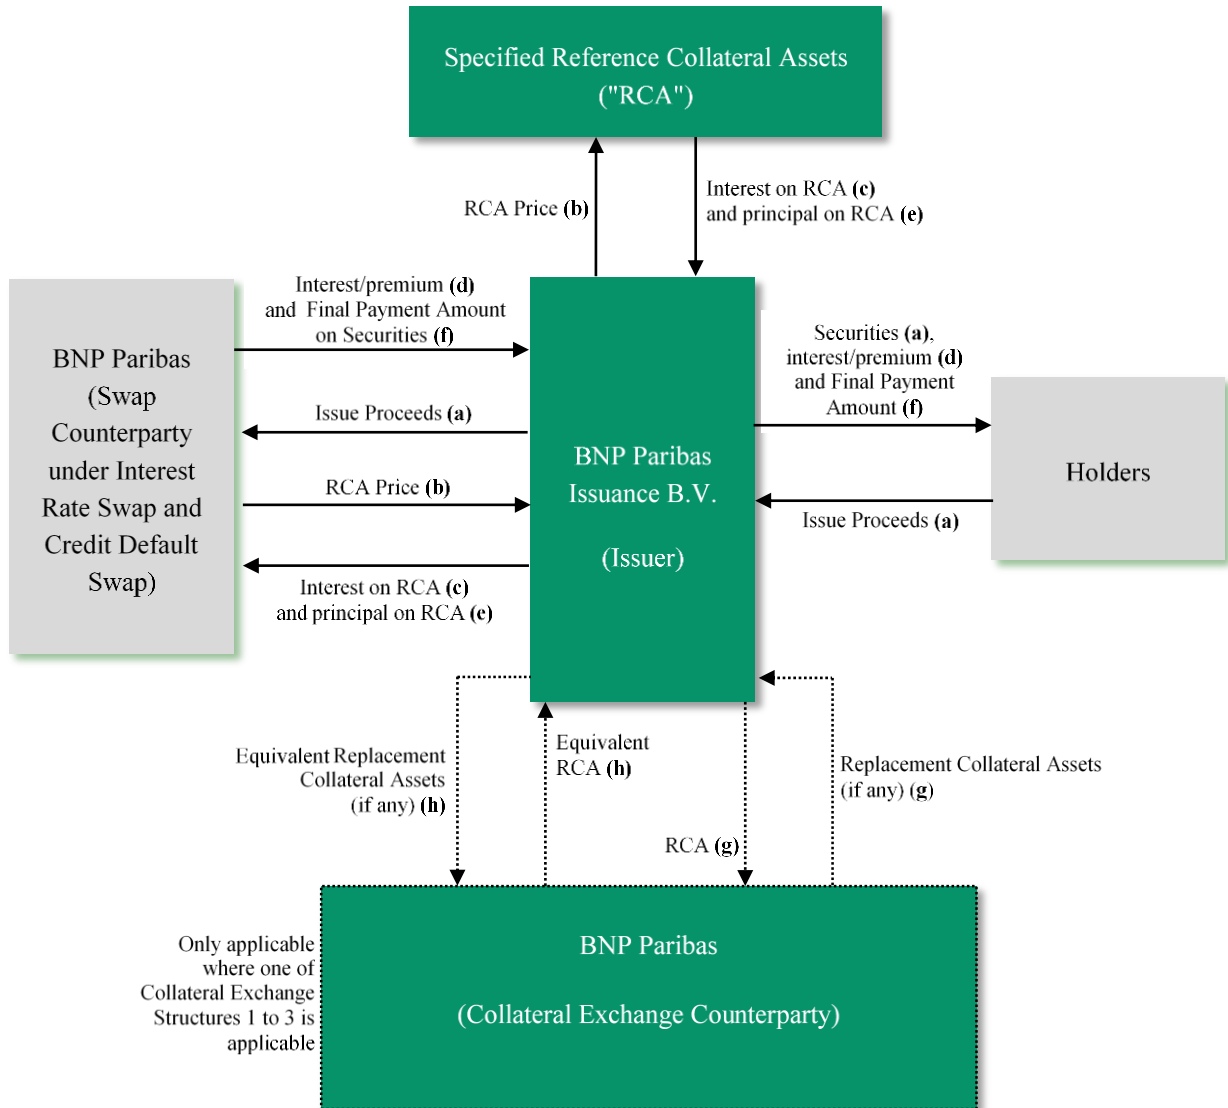 Specified Reference Collateral Assets
("RCA")
RCA Price (b)
Interest on RCA (c)
and principal on RCA (e)
BNP Paribas
(Swap
Counterparty
under Interest
Rate Swap and
Credit Default
Swap)
Interest/premium (d)
and Final Payment Amount
on Securities (f)
Issue Proceeds (a)
RCA Price (b)
Interest on RCA (c)
and principal on RCA (e)
BNP Paribas
Issuance B.V.
(Issuer)
Securities (a),
interest/premium (d)
and Final Payment
Amount (f)
Issue Proceeds (a)
Holders
Equivalent Replacement
Collateral Assets
(if any) (h)
Equivalent
RCA (h)
RCA (g)
Replacement Collateral Assets
(if any) (g)
Only applicable
where one of
Collateral Exchange
Structures 1 to 3 is
applicable
BNP Paribas
(Collateral Exchange Counterparty)